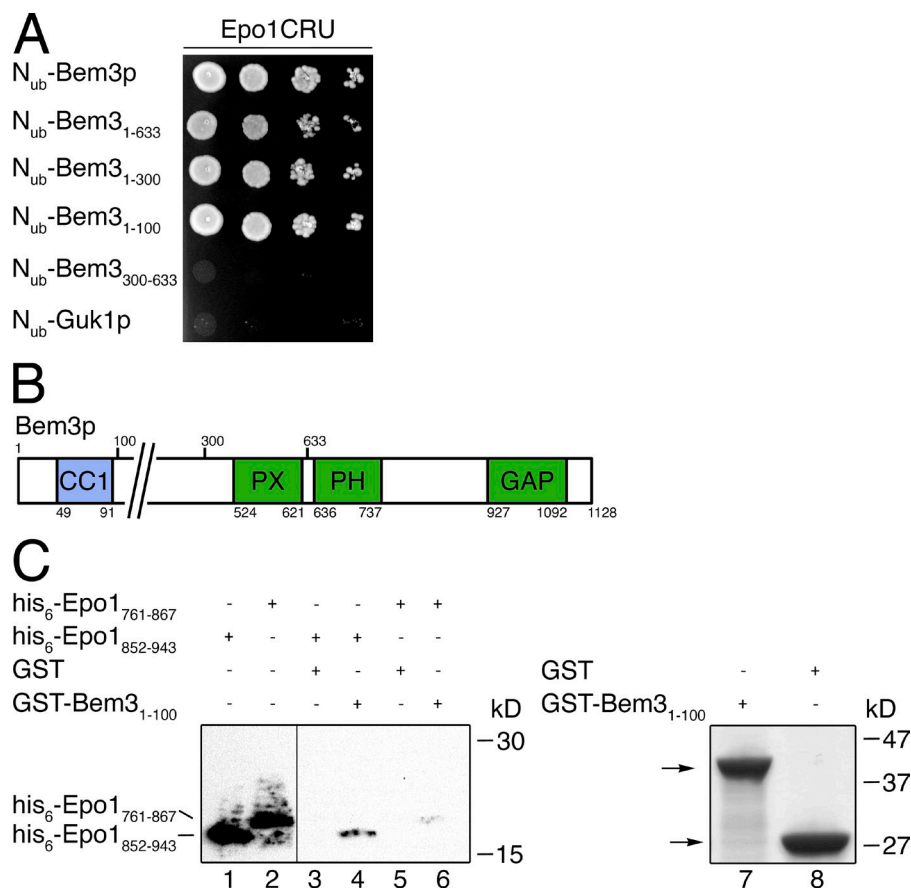 A
Epo1CRU
Nub-Bem3p
Nub-Bem31-633
Nub-Bem31-300
Nub-Bem31-100
Nub-Bem3300-633
Nub-Guk1p
B
Bem3p
1 100 300 633
CC1 PX PH GAP
49 91 524 621 636 737 927 1092 1128
C
his6-Epo1761-867 - + - - + +
his6-Epo1852-943 + - + + - -
GST - - + - + -
GST-Bem31-100 - - - + - +
kD
30
his6-Epo1761-867
his6-Epo1852-943
15
1 2 3 4 5 6
GST - +
GST-Bem31-100 + -
kD
47
37
27
7 8